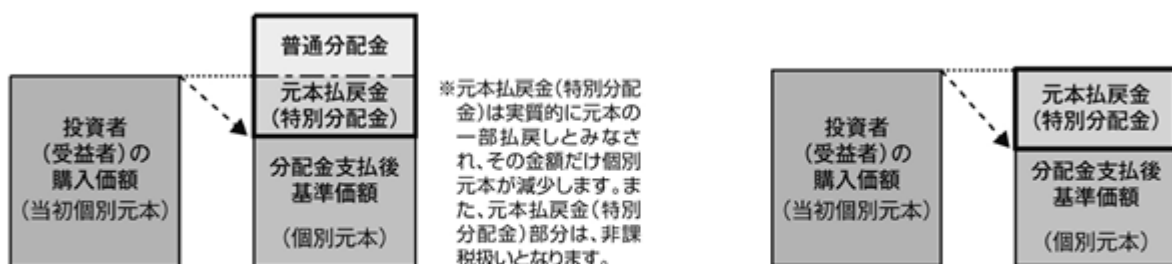 普通分配金
元本払戻金
(特別分配金)
投資者
(受益者)の
購入価額
(当初個別元本)
分配金支払後
基準価額
(個別元本)
※元本払戻金(特別分配
金)は実質的に元本の
一部払戻しとみなさ
れ、その金額だけ個別
元本が減少します。ま
た、元本払戻金(特別
分配金)部分は、非課
税扱いとなります。
投資者
(受益者)の
購入価額
(当初個別元本)
元本払戻金
(特別分配金)
分配金支払後
基準価額
(個別元本)